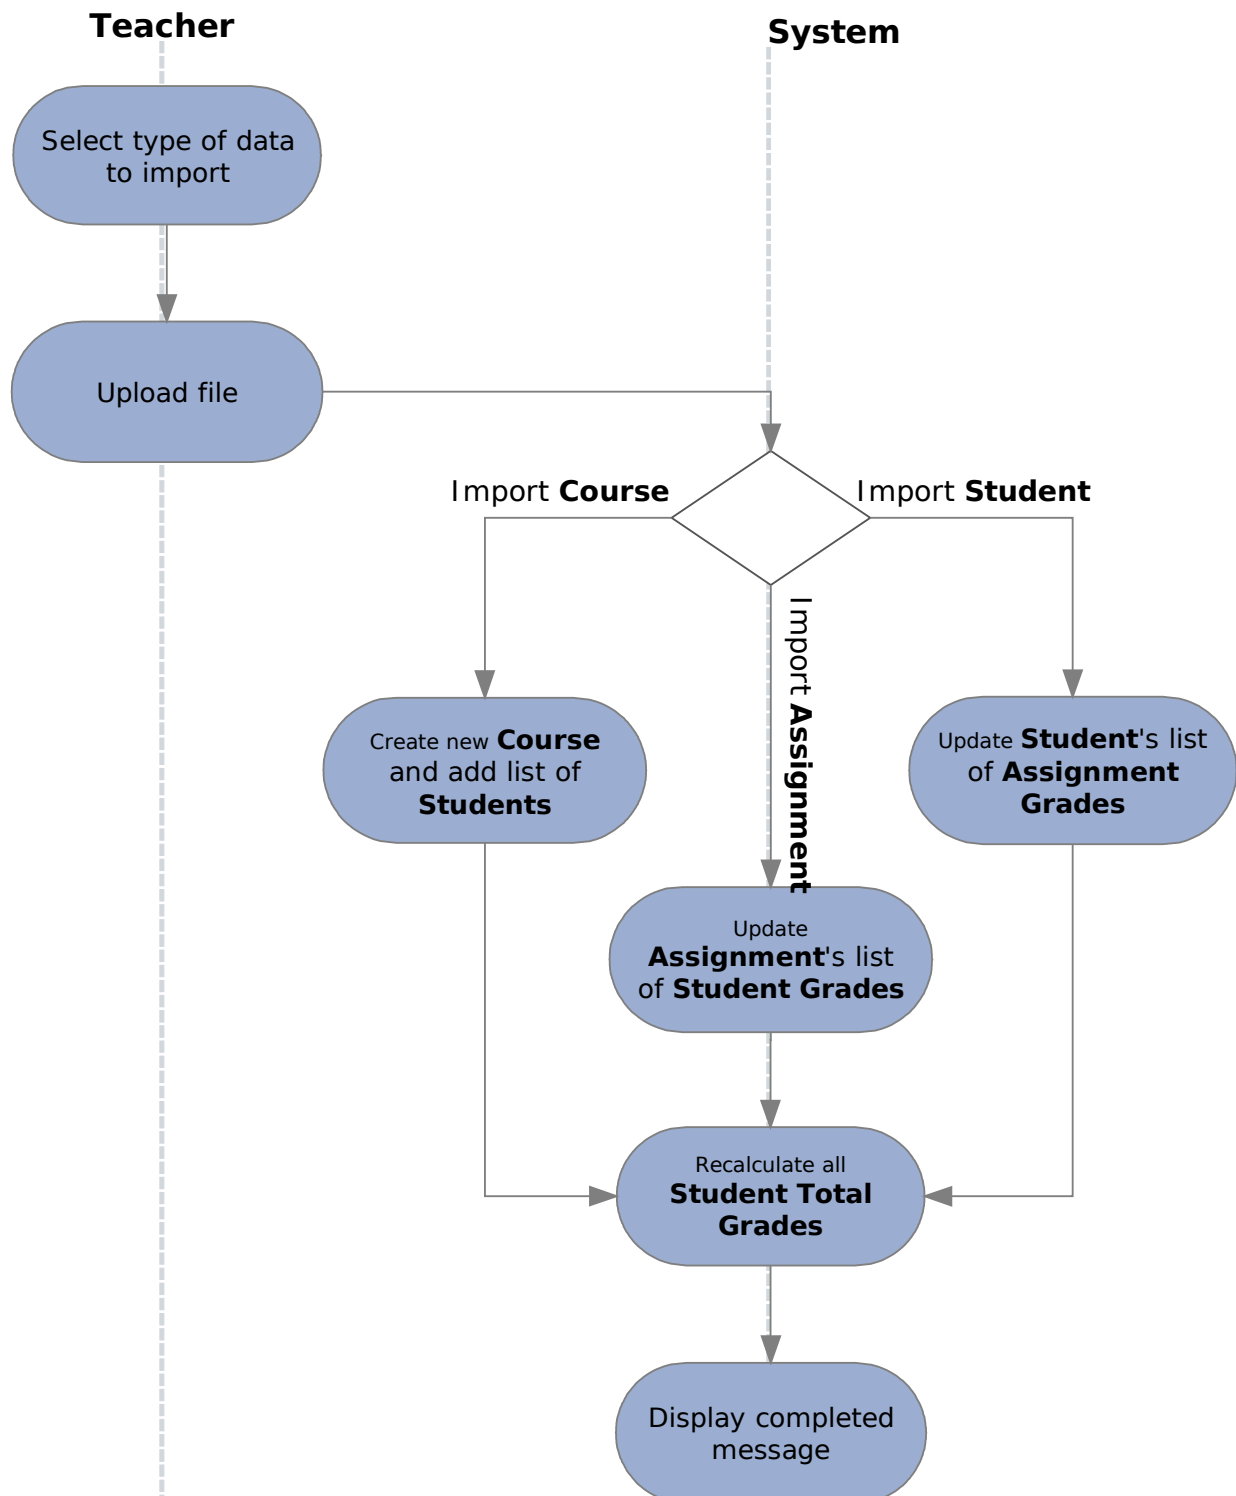 Teacher
System
Select type of data
to import
Upload file
Import Course
Import Student
Import Assignment
Create new Course
and add list of
Students
Update Student's list
of Assignment
Grades
Update
Assignment's list
of Student Grades
Recalculate all
Student Total
Grades
Display completed
message